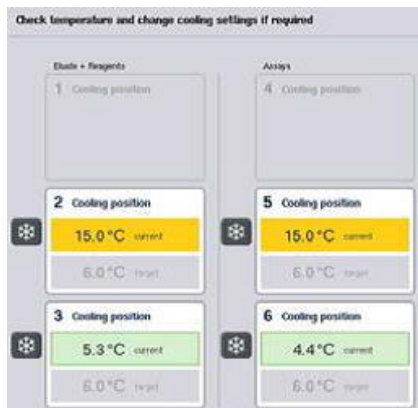 Check temperature and change cooling settings if required
Eluate + Reagents
Assays
1 Cooling position
4 Cooling position
2 Cooling position
5 Cooling position
15.0 °C current
15.0 °C current
6.0 °C target
6.0 °C target
3 Cooling position
6 Cooling position
5.3 °C current
4.4 °C current
6.0 °C target
6.0 °C target